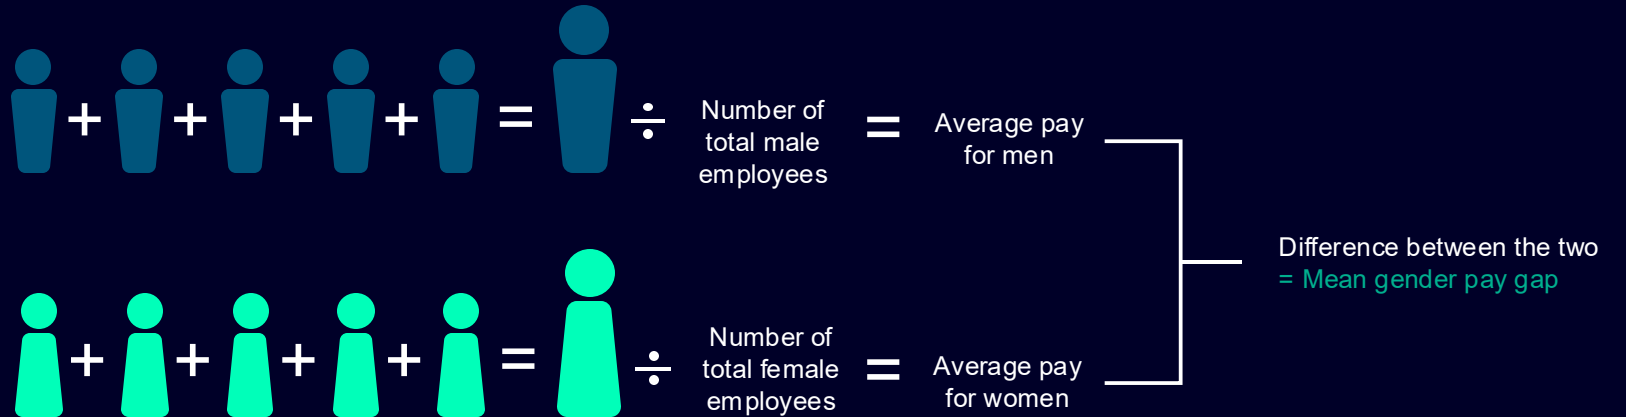 + + + + = ÷ Number of
total male
employees
= Average pay
for men
Difference between the two
= Mean gender pay gap
+ + + + = ÷ Number of
total female
employees
= Average pay
for women